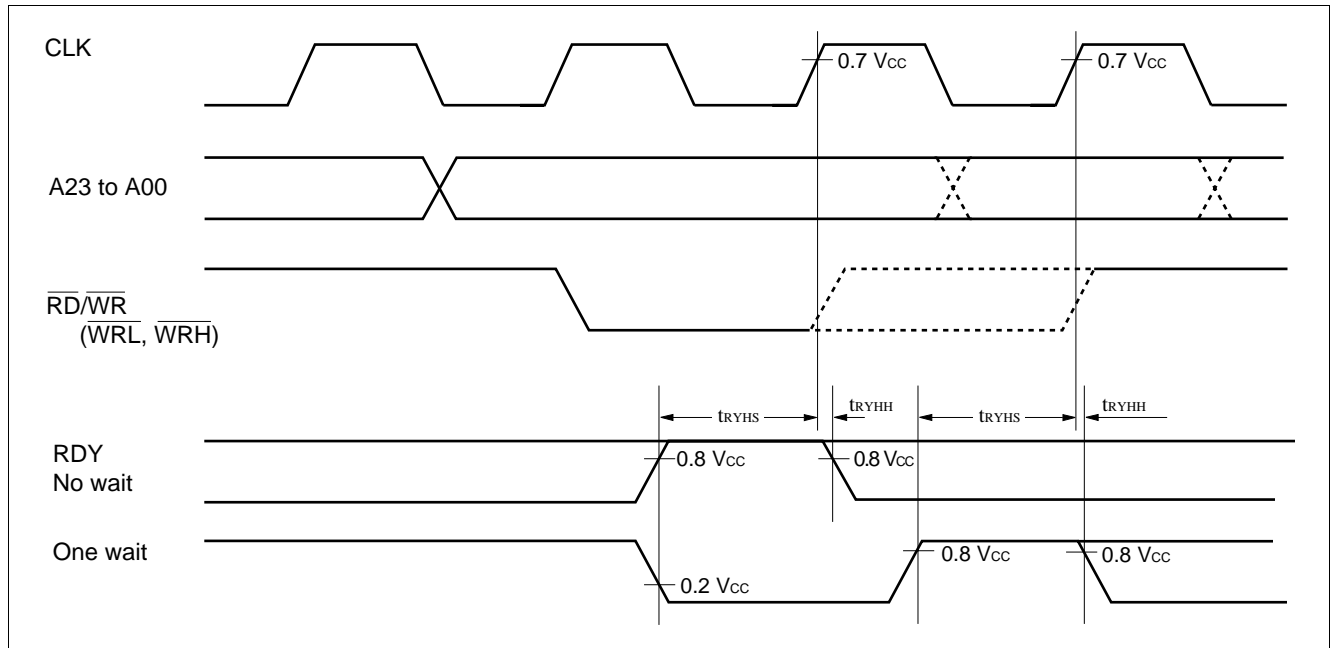 CLK
0.7 Vcc
0.7 Vcc
A23 to A00
RD/WR
(WRL, WRH)
tRYHS
tRYHH
tRYHS
tRYHH
RDY
No wait
0.8 Vcc
0.8 Vcc
One wait
0.2 Vcc
0.8 Vcc
0.8 Vcc